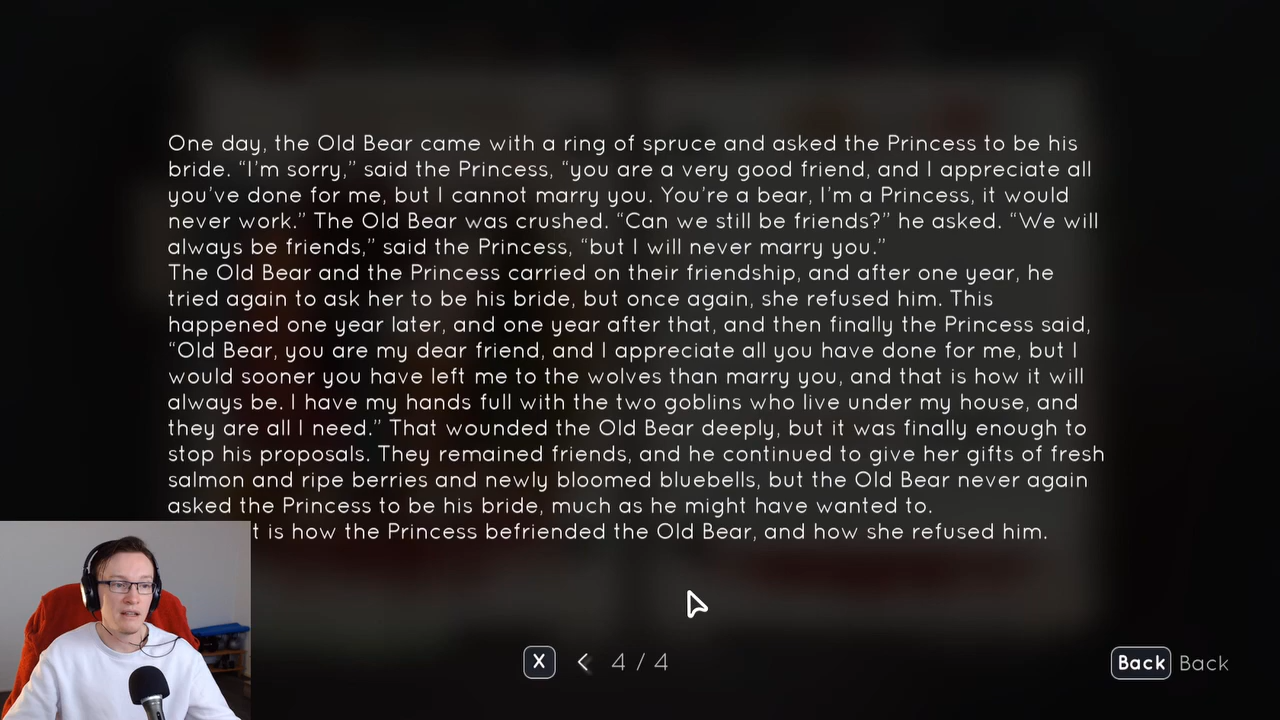 One day, the Old Bear came with a ring of spruce and asked the Princess to be his
bride. “I’m sorry,” said the Princess, “you are a very good friend, and I appreciate all
you’ve done for me, but I cannot marry you. You’re a bear, I’m a Princess, it would
never work.” The Old Bear was crushed. “Can we still be friends?” he asked. “We will
always be friends,” said the Princess, “but I will never marry you.”
The Old Bear and the Princess carried on their friendship, and after one year, he
tried again to ask her to be his bride, but once again, she refused him. This
happened one year later, and one year after that, and then finally the Princess said,
“Old Bear, you are my dear friend, and I appreciate all you have done for me, but I
would sooner you have left me to the wolves than marry you, and that is how it will
always be. I have my hands full with the two goblins who live under my house, and
they are all I need.” That wounded the Old Bear deeply, but it was finally enough to
stop his proposals. They remained friends, and he continued to give her gifts of fresh
salmon and ripe berries and newly bloomed bluebells, but the Old Bear never again
asked the Princess to be his bride, much as he might have wanted to.
is how the Princess befriended the Old Bear, and how she refused him.
X < 4 / 4
Back Back